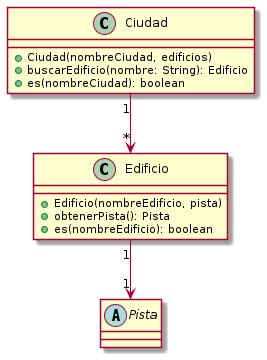 C Ciudad
Ciudad(nombreCiudad, edificios)
buscarEdificio(nombre: String): Edificio
es(nombreCiudad): boolean
1
*
C Edificio
Edificio(nombreEdificio, pista)
obtenerPista(): Pista
es(nombreEdificio): boolean
1
1
A Pista